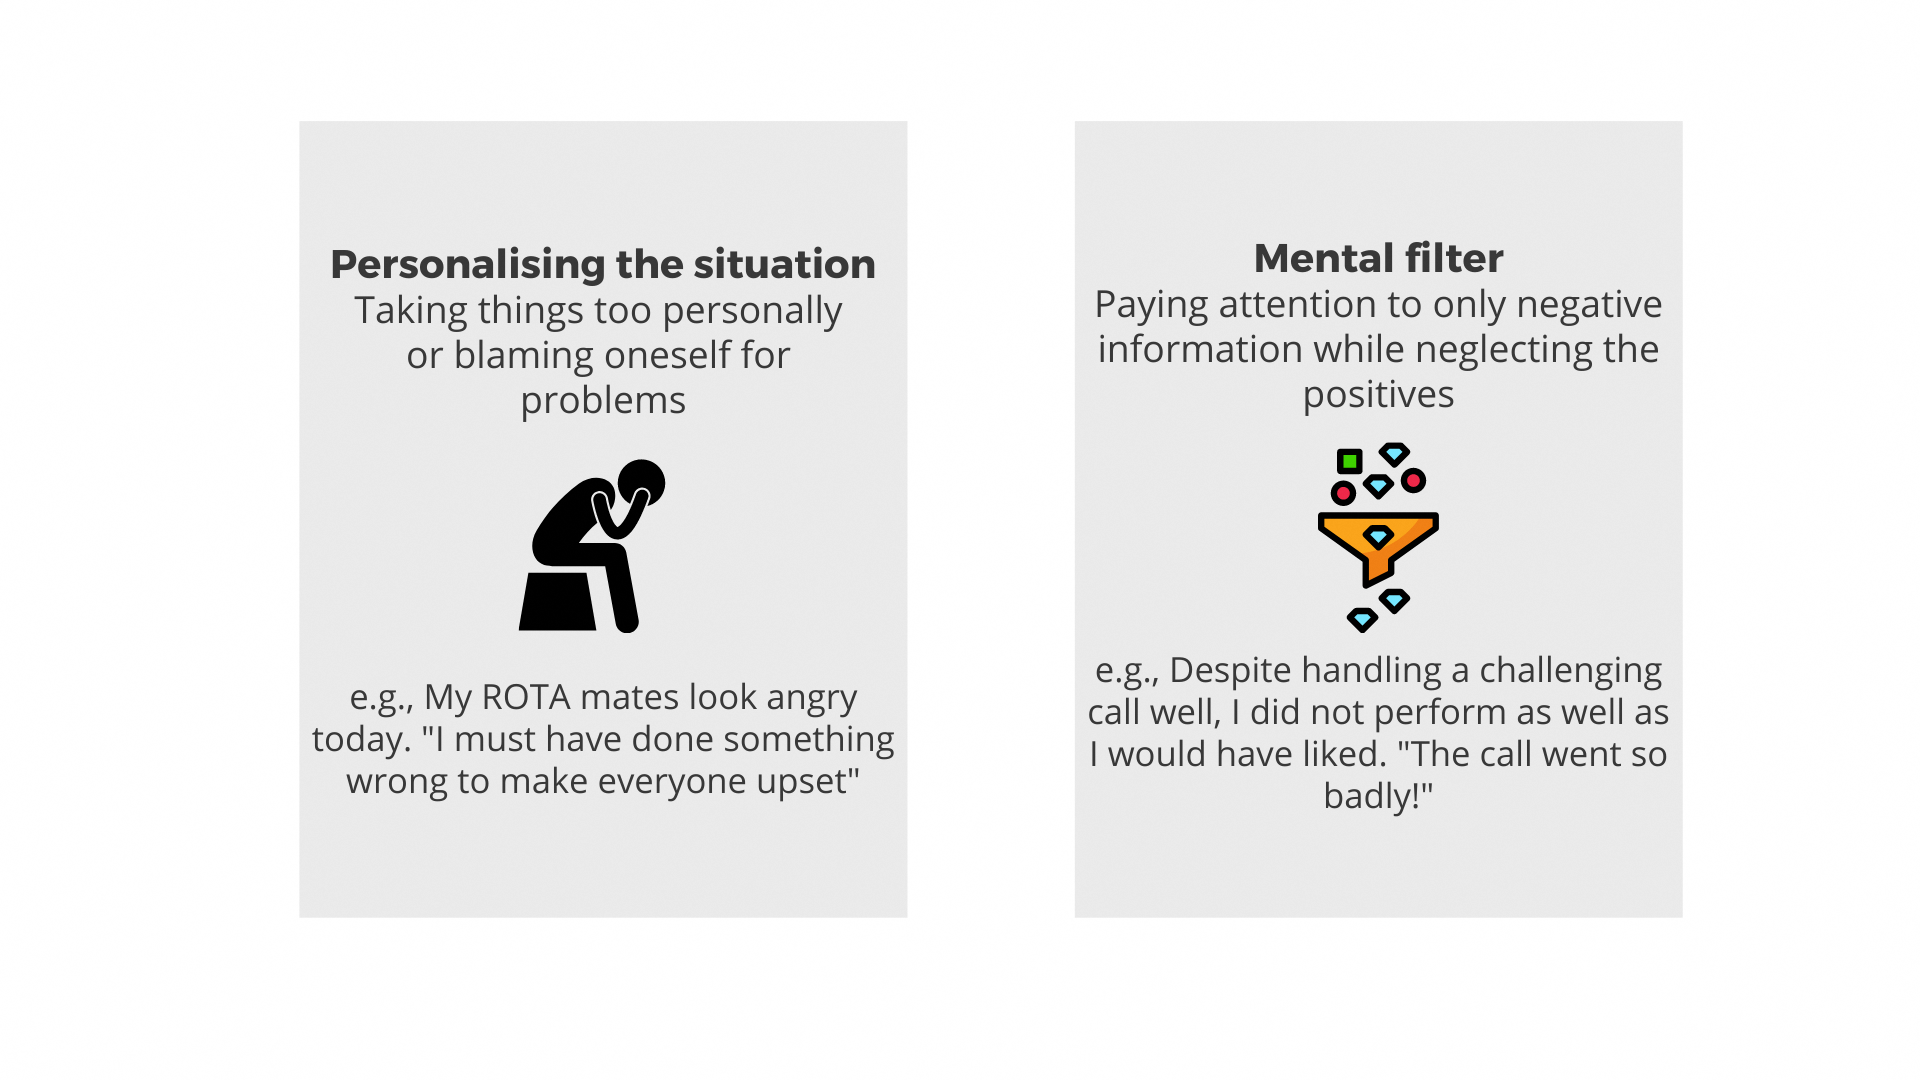 Personalising the situation
Taking things too personally
or blaming oneself for
problems
e.g., My ROTA mates look angry
today. "I must have done something
wrong to make everyone upset"
Mental filter
Paying attention to only negative
information while neglecting the
positives
e.g., Despite handling a challenging
call well, I did not perform as well as
I would have liked. "The call went so
badly!"